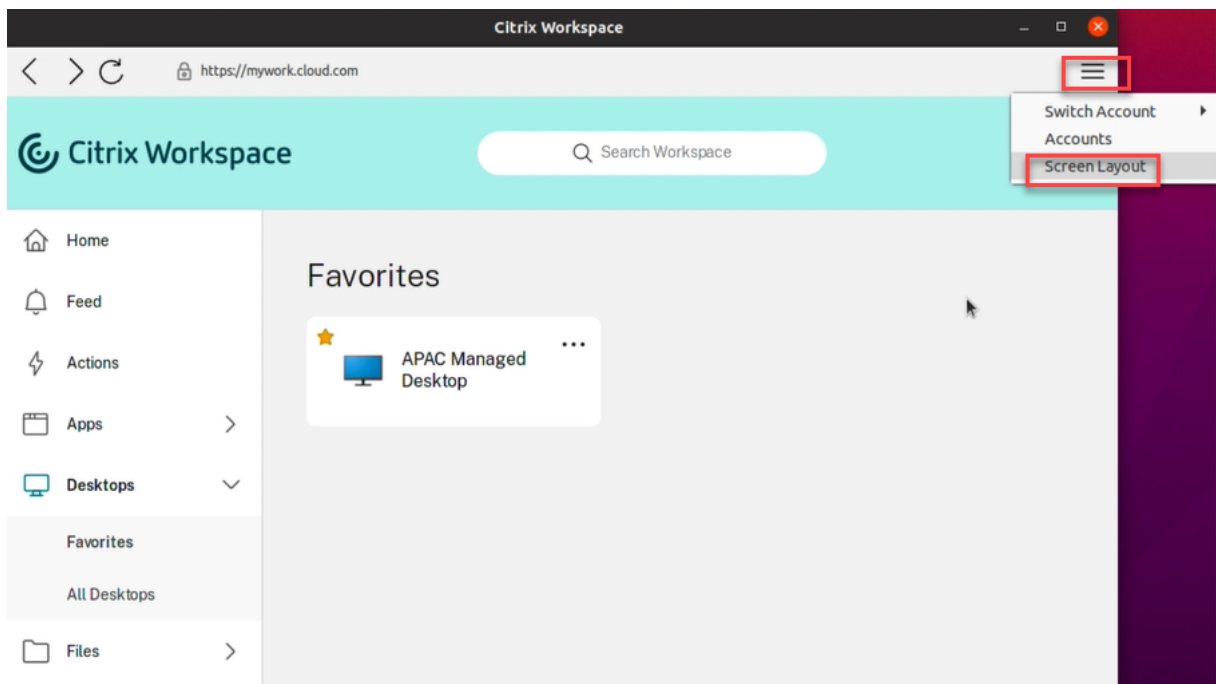 Citrix Workspace
https://mywork.cloud.com
Switch Account
Accounts
Screen Layout
Citrix Workspace
Search Workspace
Home
Feed
Actions
Apps
Desktops
Favorites
All Desktops
Files
Favorites
APAC Managed
Desktop